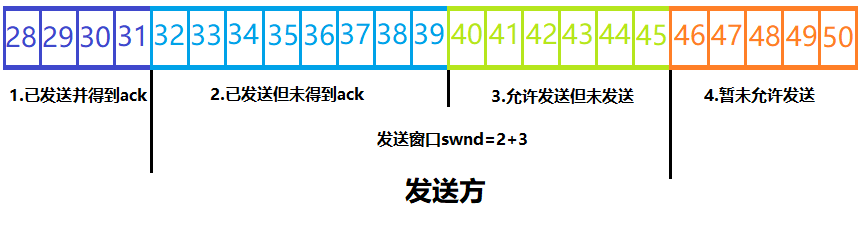 28 29 30 31 32 33 34 35 36 37 38 39 40 41 42 43 44 45 46 47 48 49 50
1.已发送并得到ack 2.已发送但未得到ack 3.允许发送但未发送 4.暂未允许发送
发送窗口swnd=2+3
发送方